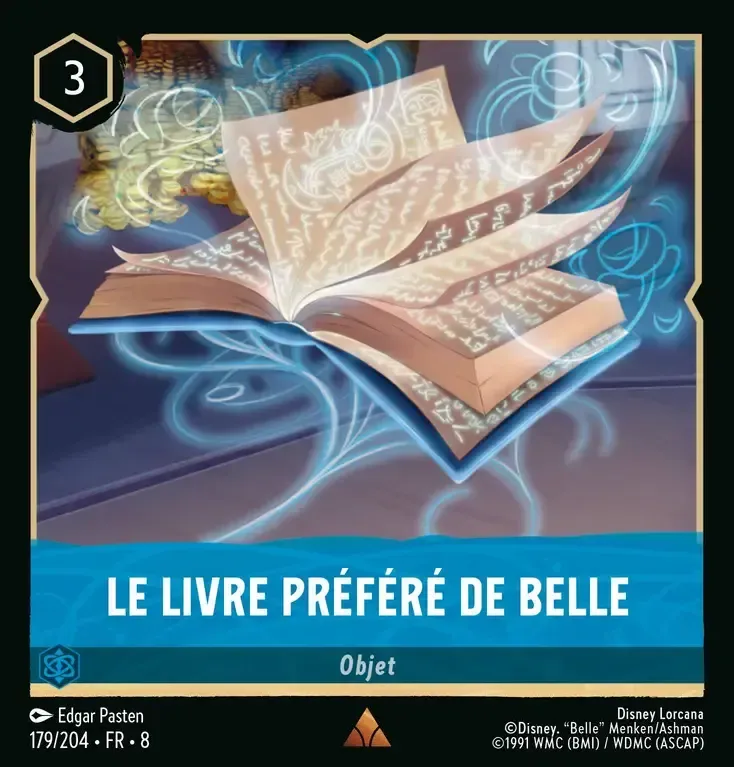 3
LE LIVRE PRÉFÉRÉ DE BELLE
Objet
Edgar Pasten
179/204 • FR • 8
Disney Lorcana
©Disney. “Belle” Menken/Ashman
©1991 WMC (BMI) / WDMC (ASCAP)